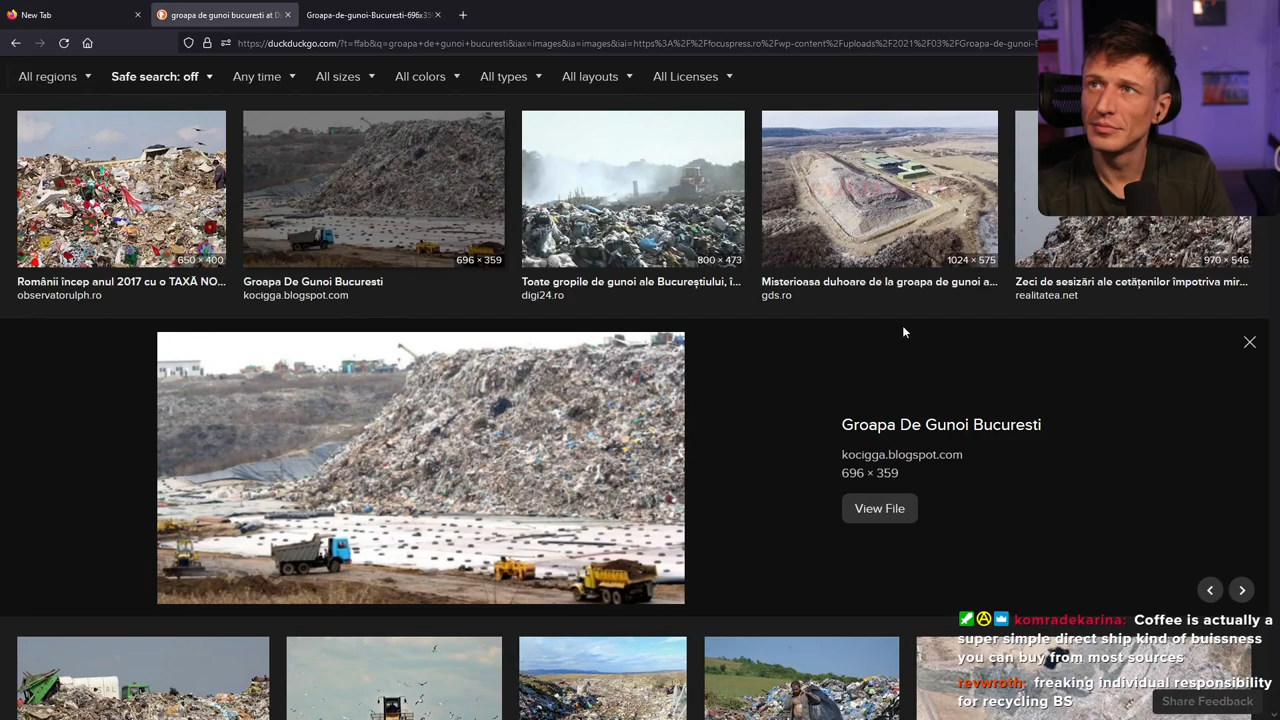 New Tab
groapa de gunoi bucuresti at D
Groapa-de-gunoi-Bucuresti-696x35
https://duckduckgo.com/?t=ffab&q=groapa+de+gunoi+bucuresti&iax=images&ia=images&iai=https%3A%2F%2Ffocuspress.ro%2Fwp-content%2Fuploads%2F2021%2F03%2FGroapa-de-gunoi-B
All regions
Safe search: off
Any time
All sizes
All colors
All types
All layouts
All Licenses
650 × 400
696 × 359
800 × 473
1024 × 575
970 × 546
Românii încep anul 2017 cu o TAXĂ NO...
observatorulph.ro
Groapa De Gunoi Bucuresti
kocigga.blogspot.com
Toate gropile de gunoi ale Bucureștiului, î...
digi24.ro
Misterioasa duhoare de la groapa de gunoi a...
gds.ro
Zeci de sesizări ale cetățenilor împotriva mir...
realitatea.net
Groapa De Gunoi Bucuresti
kocigga.blogspot.com
696 × 359
View File
komradekarina: Coffee is actually a
super simple direct ship kind of buissness
you can buy from most sources
revwroth: freaking individual responsibility
for recycling BS
Share Feedback